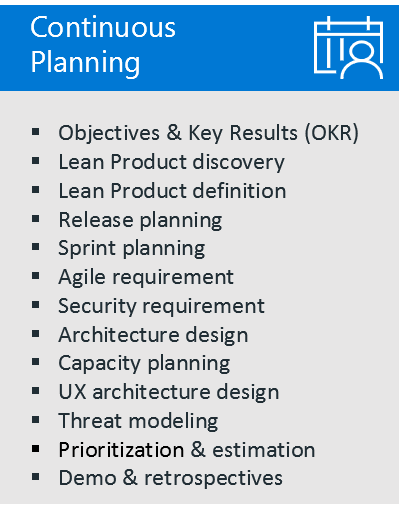 Continuous
Planning
▪ Objectives & Key Results (OKR)
▪ Lean Product discovery
▪ Lean Product definition
▪ Release planning
▪ Sprint planning
▪ Agile requirement
▪ Security requirement
▪ Architecture design
▪ Capacity planning
▪ UX architecture design
▪ Threat modeling
▪ Prioritization & estimation
▪ Demo & retrospectives